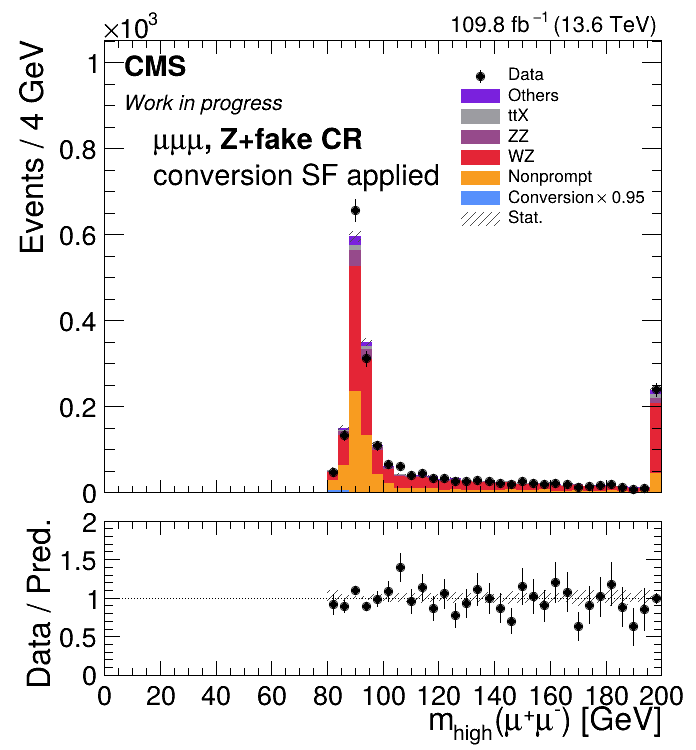 ×10³
109.8 fb⁻¹ (13.6 TeV)
Events / 4 GeV
1
0.8
0.6
0.4
0.2
0
CMS
Work in progress
μμμ, Z+fake CR
conversion SF applied
Data
Others
ttX
ZZ
WZ
Nonprompt
Conversion × 0.95
Stat.
Data / Pred.
2
1.5
1
0.5
0
0 20 40 60 80 100 120 140 160 180 200
m_high(μ⁺μ⁻) [GeV]